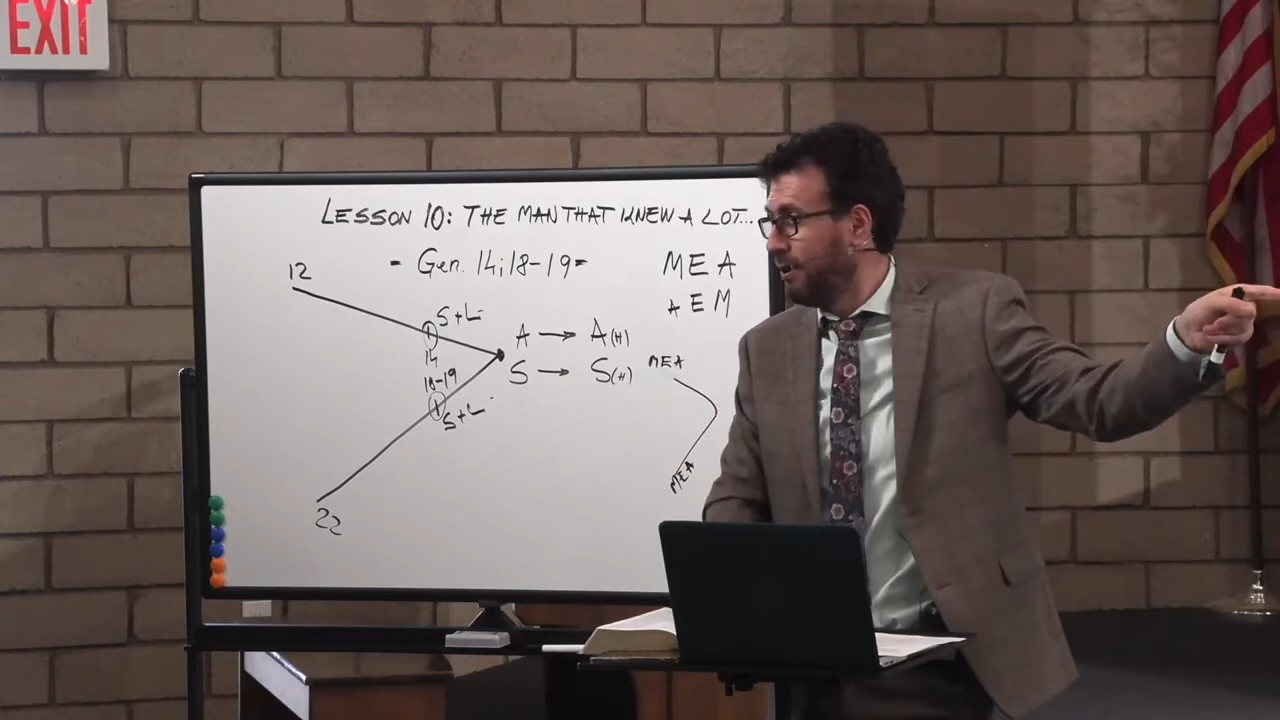 EXIT
LESSON 10: THE MAN THAT KNEW A LOT...
- Gen. 14; 18-19 -
MEA
AEM
12
S+L
14
18-19
S+L
22
A → A(H)
S → S(H)
MEA
MEA